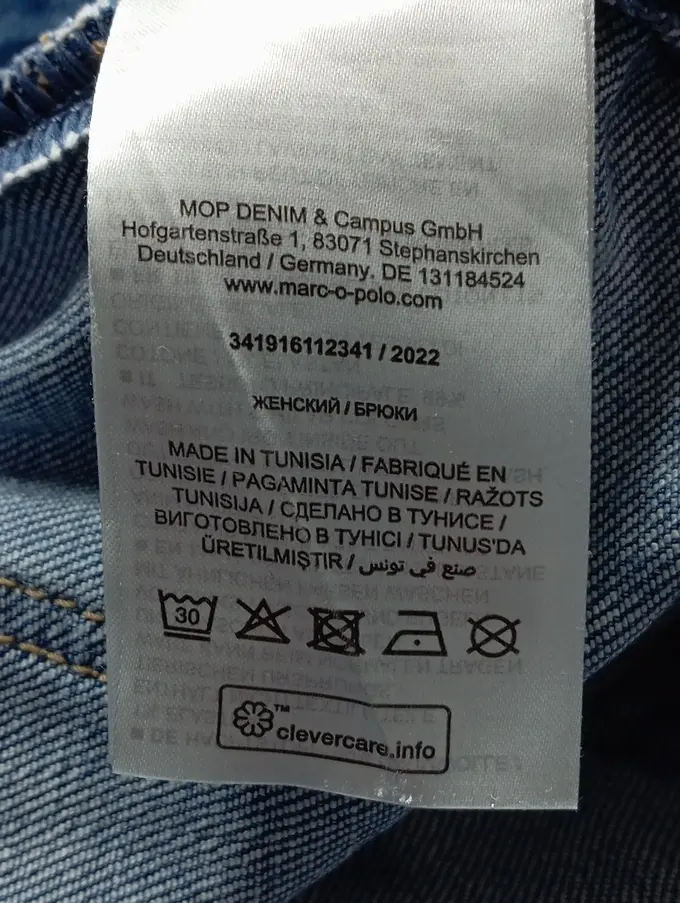 MOP DENIM & Campus GmbH
Hofgartenstraße 1, 83071 Stephanskirchen
Deutschland / Germany. DE 131184524
www.marc-o-polo.com
341916112341 / 2022
ЖЕНСКИЙ / БРЮКИ
MADE IN TUNISIA / FABRIQUÉ EN
TUNISIE / PAGAMINTA TUNISE / RAŽOTS
TUNISIJA / СДЕЛАНО В ТУНИСЕ /
ВИГОТОВЛЕНО В ТУНІСІ / TUNUS'DA
ÜRETILMIŞTIR / صنع في تونس
30
™
clevercare.info